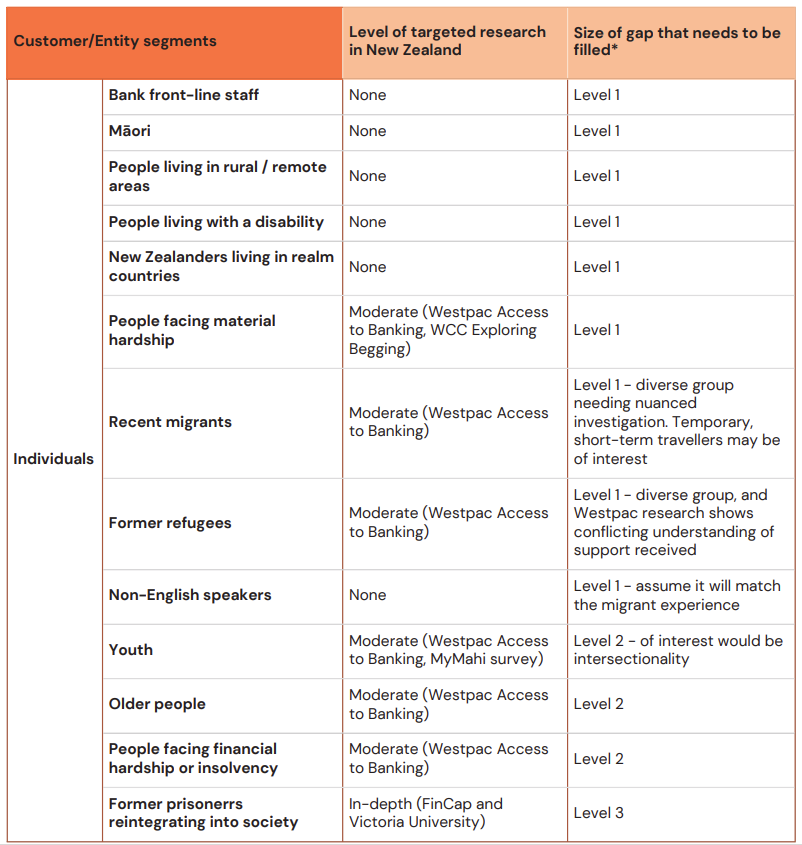 Customer/Entity segments
Level of targeted research
in New Zealand
Size of gap that needs to be
filled*
Individuals
Bank front-line staff
None
Level 1
Māori
None
Level 1
People living in rural / remote
areas
None
Level 1
People living with a disability
None
Level 1
New Zealanders living in realm
countries
None
Level 1
People facing material
hardship
Moderate (Westpac Access
to Banking, WCC Exploring
Begging)
Level 1
Recent migrants
Moderate (Westpac Access
to Banking)
Level 1 - diverse group
needing nuanced
investigation. Temporary,
short-term travellers may be
of interest
Former refugees
Moderate (Westpac Access
to Banking)
Level 1 - diverse group, and
Westpac research shows
conflicting understanding of
support received
Non-English speakers
None
Level 1 - assume it will match
the migrant experience
Youth
Moderate (Westpac Access
to Banking, MyMahi survey)
Level 2 - of interest would be
intersectionality
Older people
Moderate (Westpac Access
to Banking)
Level 2
People facing financial
hardship or insolvency
Moderate (Westpac Access
to Banking)
Level 2
Former prisonerrs
reintegrating into society
In-depth (FinCap and
Victoria University)
Level 3